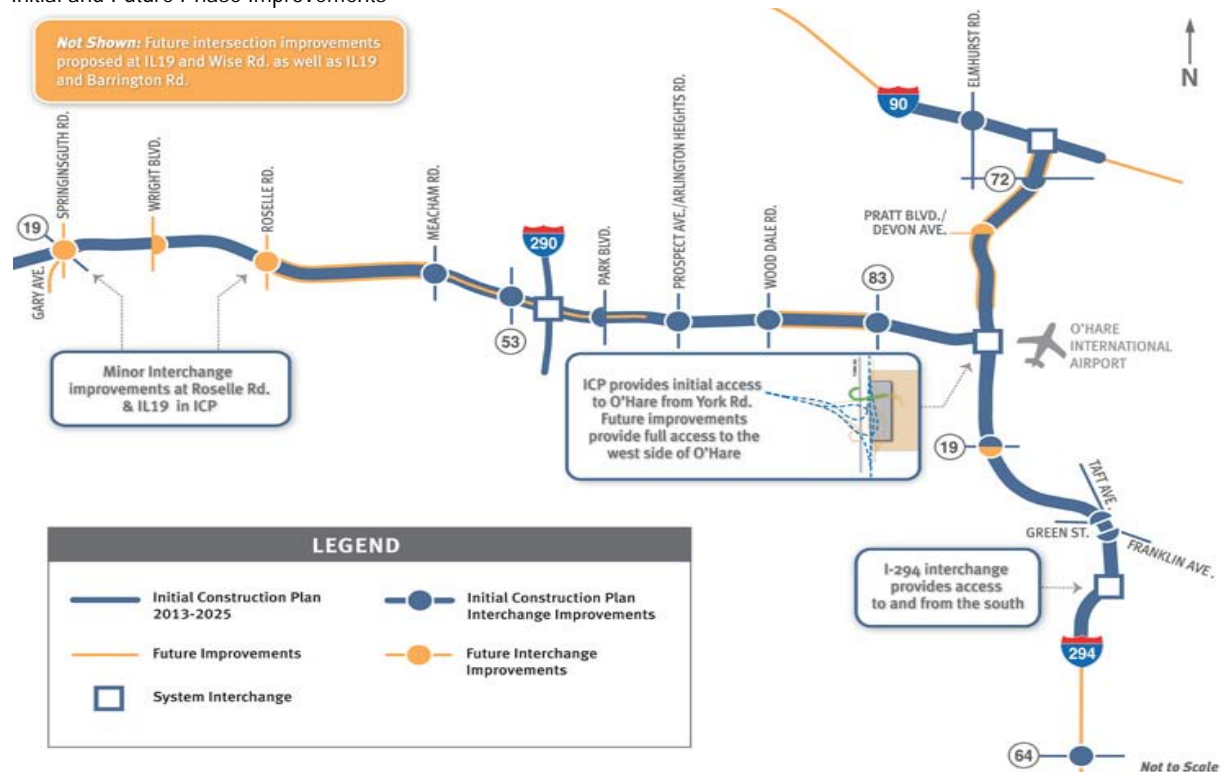 Initial and Future Phase Improvements
Not Shown: Future intersection improvements
proposed at IL19 and Wise Rd. as well as IL19
and Barrington Rd.
N
ELMHURST RD.
90
72
PRATT BLVD./
DEVON AVE.
19
SPRINGINSGUTH RD.
WRIGHT BLVD.
ROSELLE RD.
MEACHAM RD.
290
PARK BLVD.
PROSPECT AVE./ARLINGTON HEIGHTS RD.
WOOD DALE RD.
83
GARY AVE.
53
O'HARE
INTERNATIONAL
AIRPORT
Minor Interchange
improvements at Roselle Rd.
& IL19 in ICP
ICP provides initial access
to O'Hare from York Rd.
Future improvements
provide full access to the
west side of O'Hare
19
TAFT AVE.
GREEN ST.
FRANKLIN AVE.
I-294 interchange
provides access
to and from the south
294
64
Not to Scale
LEGEND
Initial Construction Plan
2013-2025
Initial Construction Plan
Interchange Improvements
Future Improvements
Future Interchange
Improvements
System Interchange